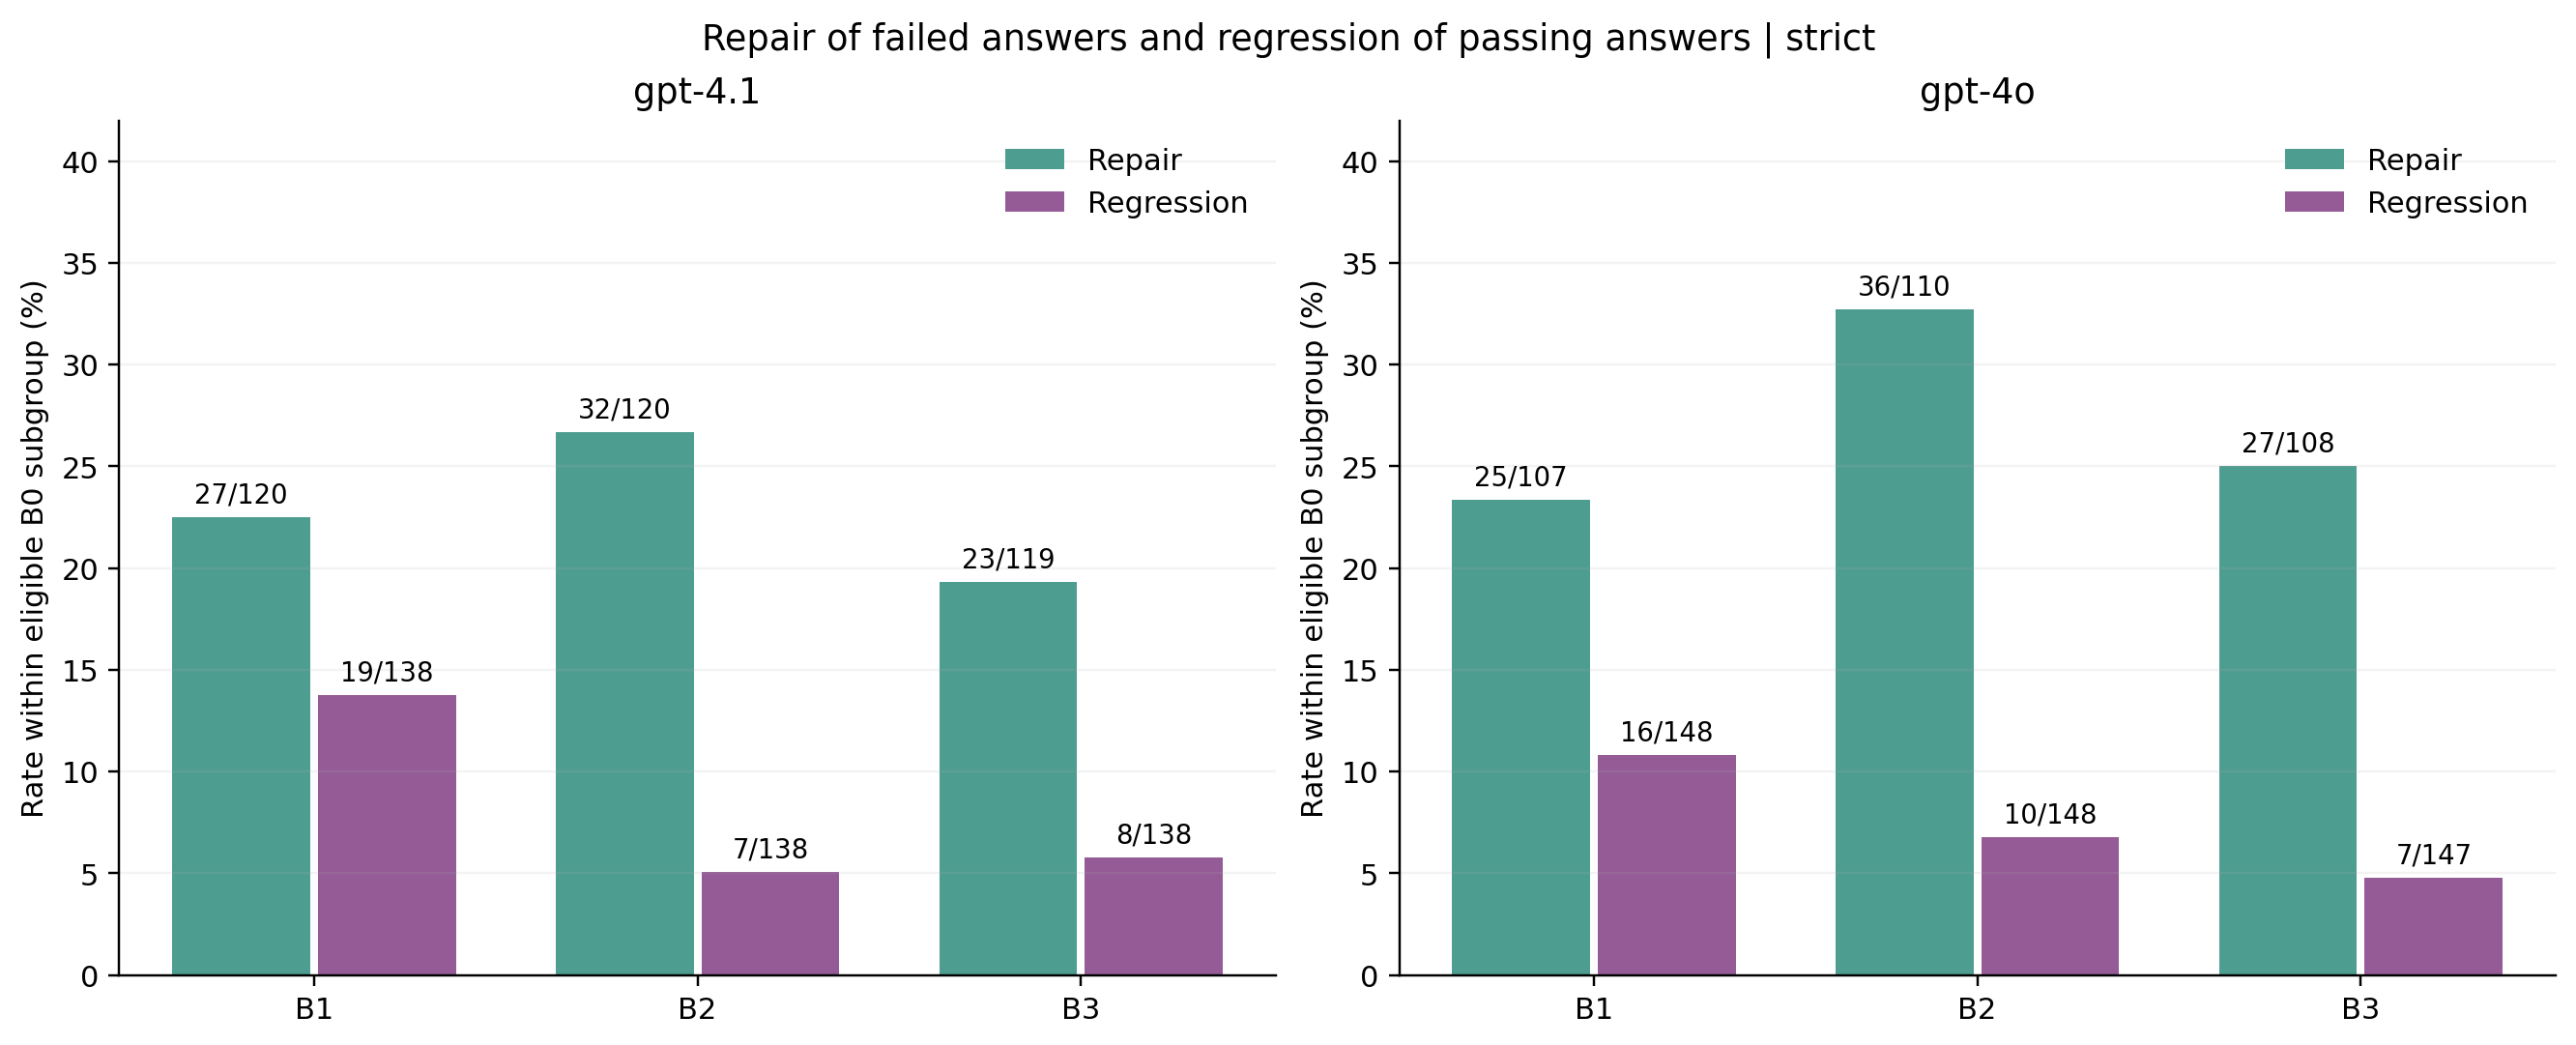 Repair of failed answers and regression of passing answers | strict
gpt-4.1
Rate within eligible B0 subgroup (%)
40
35
30
25
20
15
10
5
0
Repair
Regression
27/120
19/138
32/120
7/138
23/119
8/138
B1
B2
B3
gpt-4o
Rate within eligible B0 subgroup (%)
40
35
30
25
20
15
10
5
0
Repair
Regression
25/107
16/148
36/110
10/148
27/108
7/147
B1
B2
B3